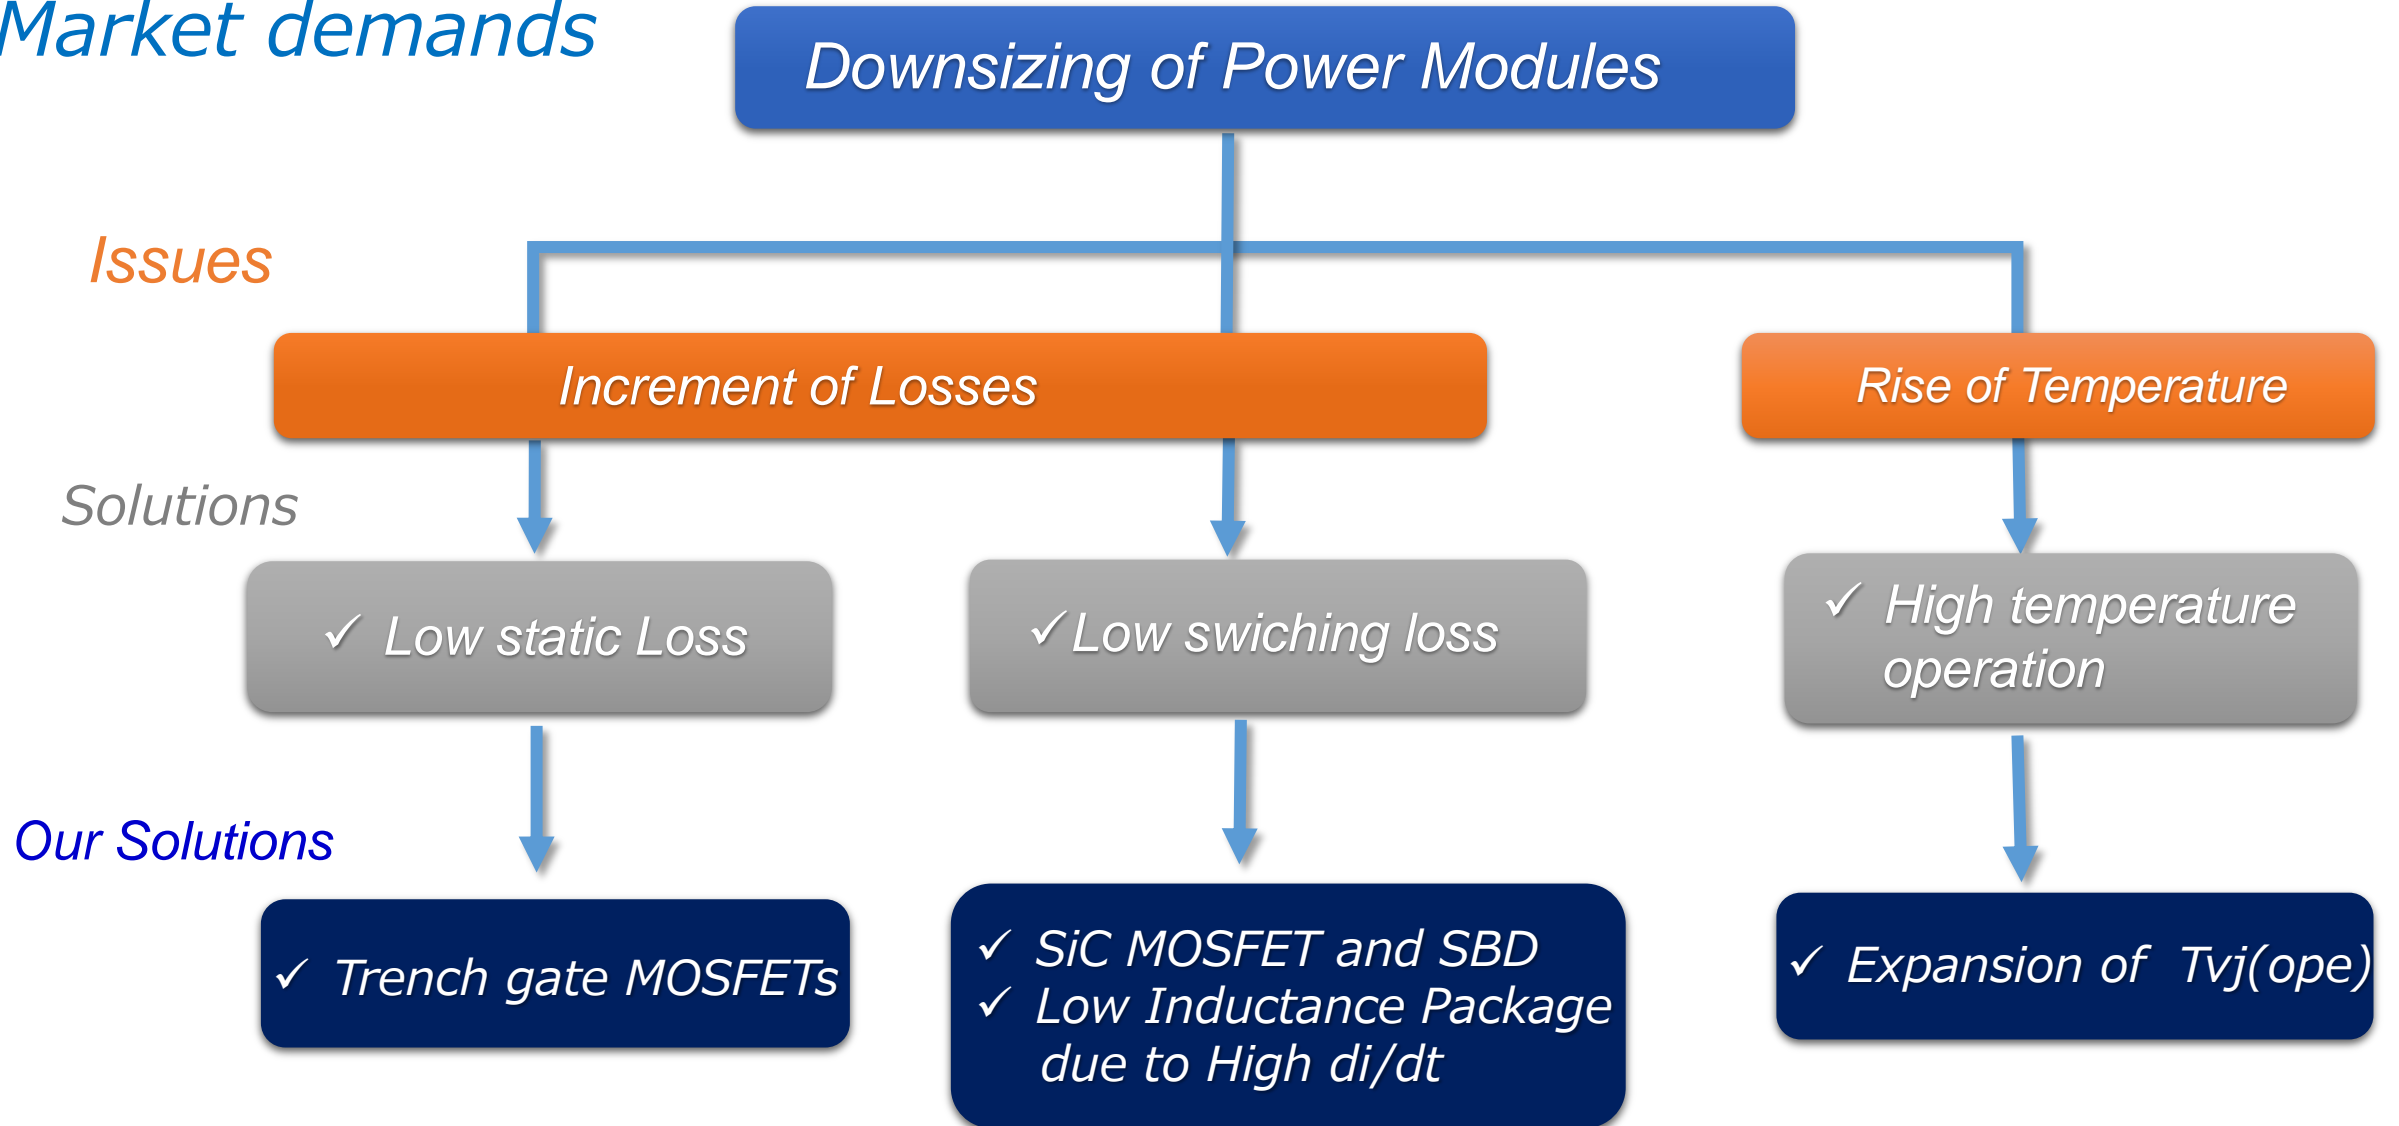 Market demands
Downsizing of Power Modules
Issues
Increment of Losses
Rise of Temperature
Solutions
✓ Low static Loss
✓Low swiching loss
✓ High temperature
operation
Our Solutions
✓ Trench gate MOSFETs
✓ SiC MOSFET and SBD
✓ Low Inductance Package
due to High di/dt
✓ Expansion of Tvj(ope)